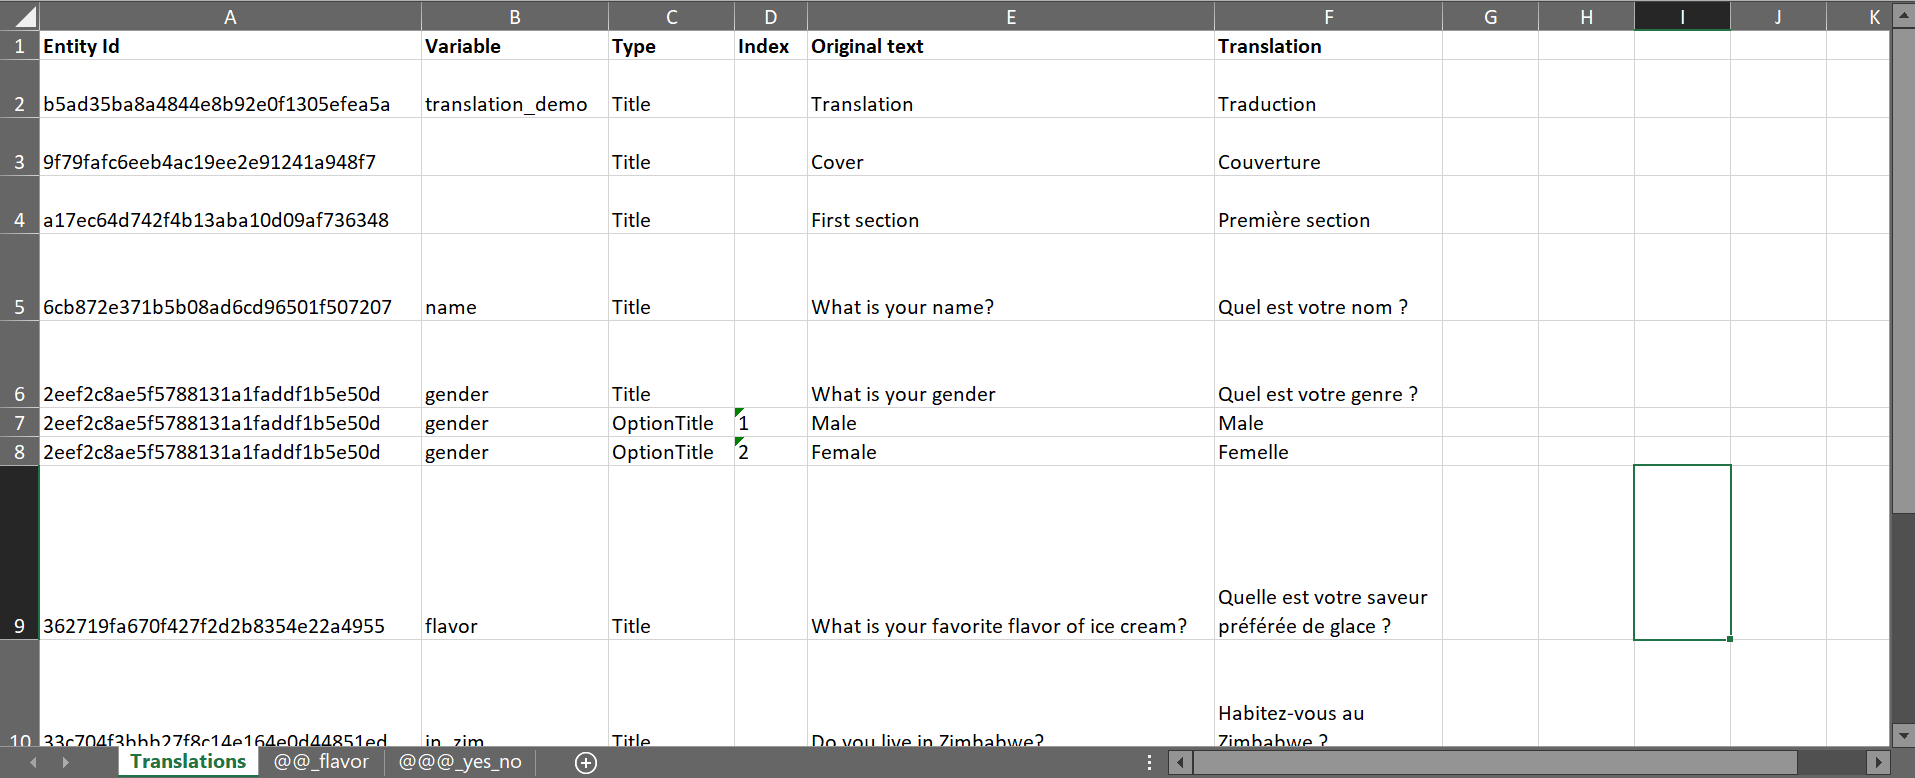 A B C D E F G H I J K
1 Entity Id Variable Type Index Original text Translation
2 b5ad35ba8a4844e8b92e0f1305efea5a translation_demo Title Translation Traduction
3 9f79fafc6eeb4ac19ee2e91241a948f7 Title Cover Couverture
4 a17ec64d742f4b13aba10d09af736348 Title First section Première section
5 6cb872e371b5b08ad6cd96501f507207 name Title What is your name? Quel est votre nom ?
6 2eef2c8ae5f5788131a1faddf1b5e50d gender Title What is your gender Quel est votre genre ?
7 2eef2c8ae5f5788131a1faddf1b5e50d gender OptionTitle 1 Male Male
8 2eef2c8ae5f5788131a1faddf1b5e50d gender OptionTitle 2 Female Femelle
Quelle est votre saveur
9 362719fa670f427f2d2b8354e22a4955 flavor Title What is your favorite flavor of ice cream? préférée de glace ?
Habitez-vous au
10 33c704f3bbb27f8c14e164e0d44851ed in_zim Title Do you live in Zimbabwe? Zimbabwe ?
Translations @@_flavor @@@_yes_no